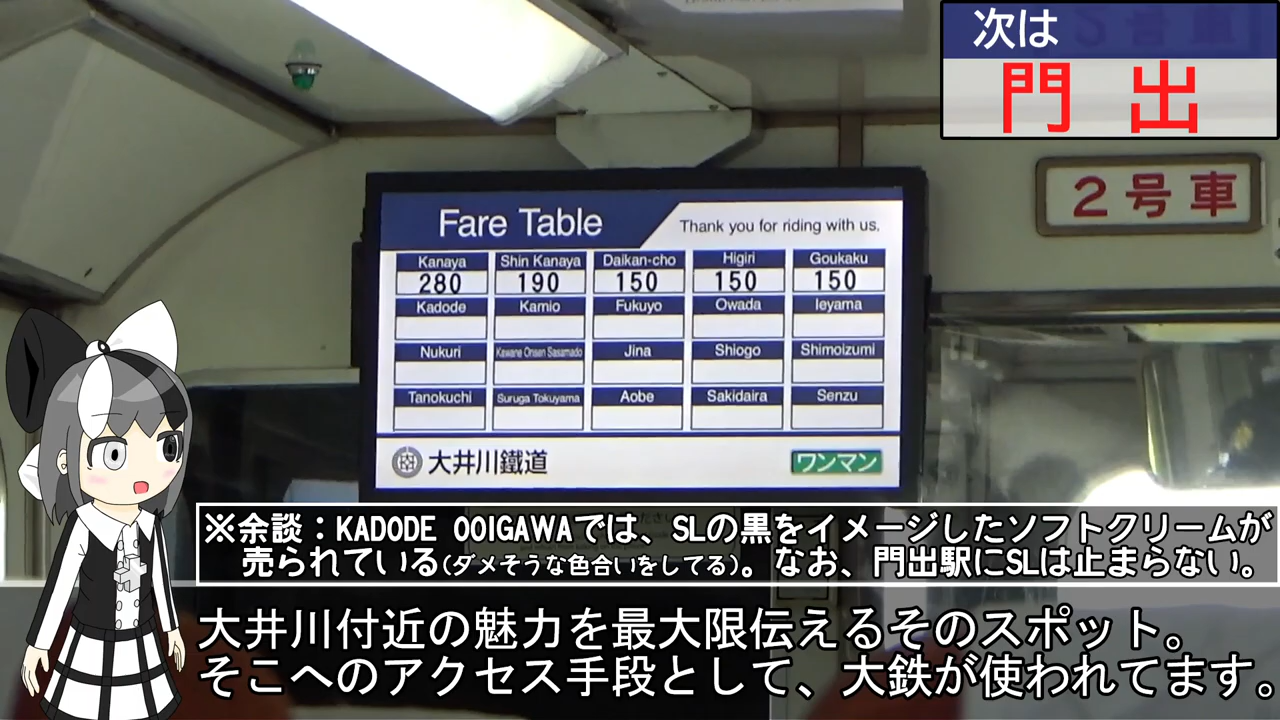 次は
門出
2号車
Fare Table
Thank you for riding with us.
Kanaya Shin Kanaya Daikan-cho Higiri Goukaku
280 190 150 150 150
Kadode Kamio Fukuyo Owada Ieyama
Nukuri Kawane Onsen Sasamado Jina Shiogo Shimoizumi
Tanokuchi Suruga Tokuyama Aobe Sakidaira Senzu
大井川鐵道
ワンマン
※余談：KADODE OOIGAWAでは、SLの黒をイメージしたソフトクリームが
売られている(ダメそうな色合いをしてる)。なお、門出駅にSLは止まらない。
大井川付近の魅力を最大限伝えるそのスポット。
そこへのアクセス手段として、大鉄が使われてます。